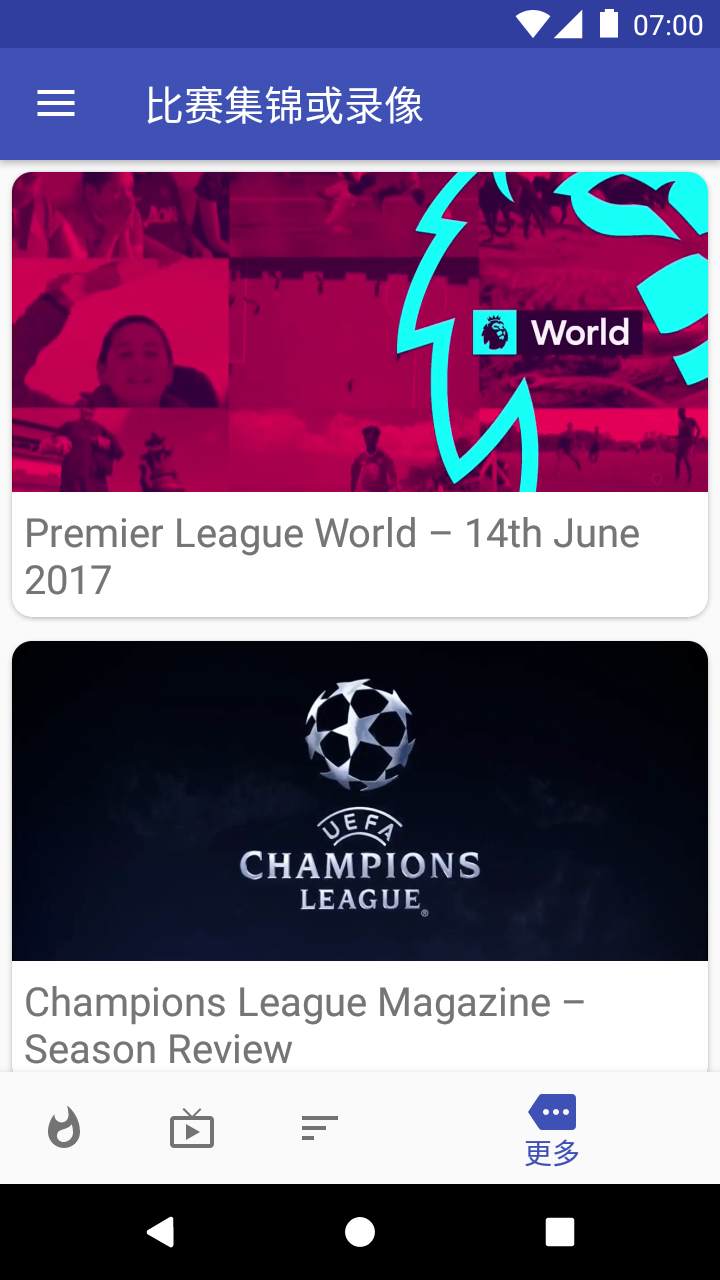 07:00
比赛集锦或录像
World
Premier League World – 14th June
2017
UEFA
CHAMPIONS
LEAGUE®
Champions League Magazine –
Season Review
更多